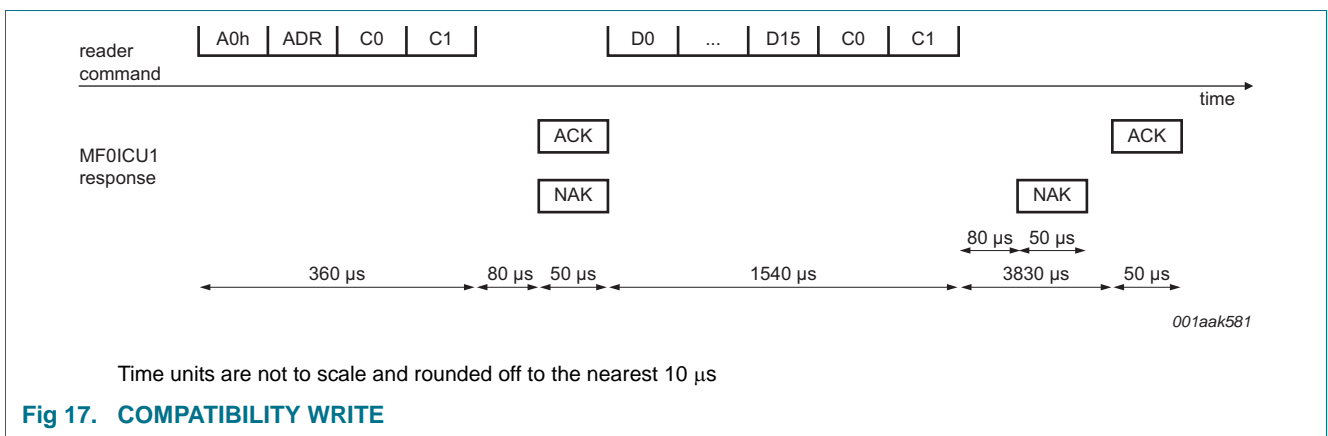 A0h ADR C0 C1 D0 ... D15 C0 C1
reader
command
time
ACK ACK
MF0ICU1
response
NAK NAK
80 μs 50 μs
360 μs 80 μs 50 μs 1540 μs 3830 μs 50 μs
001aak581
Time units are not to scale and rounded off to the nearest 10 μs
Fig 17. COMPATIBILITY WRITE